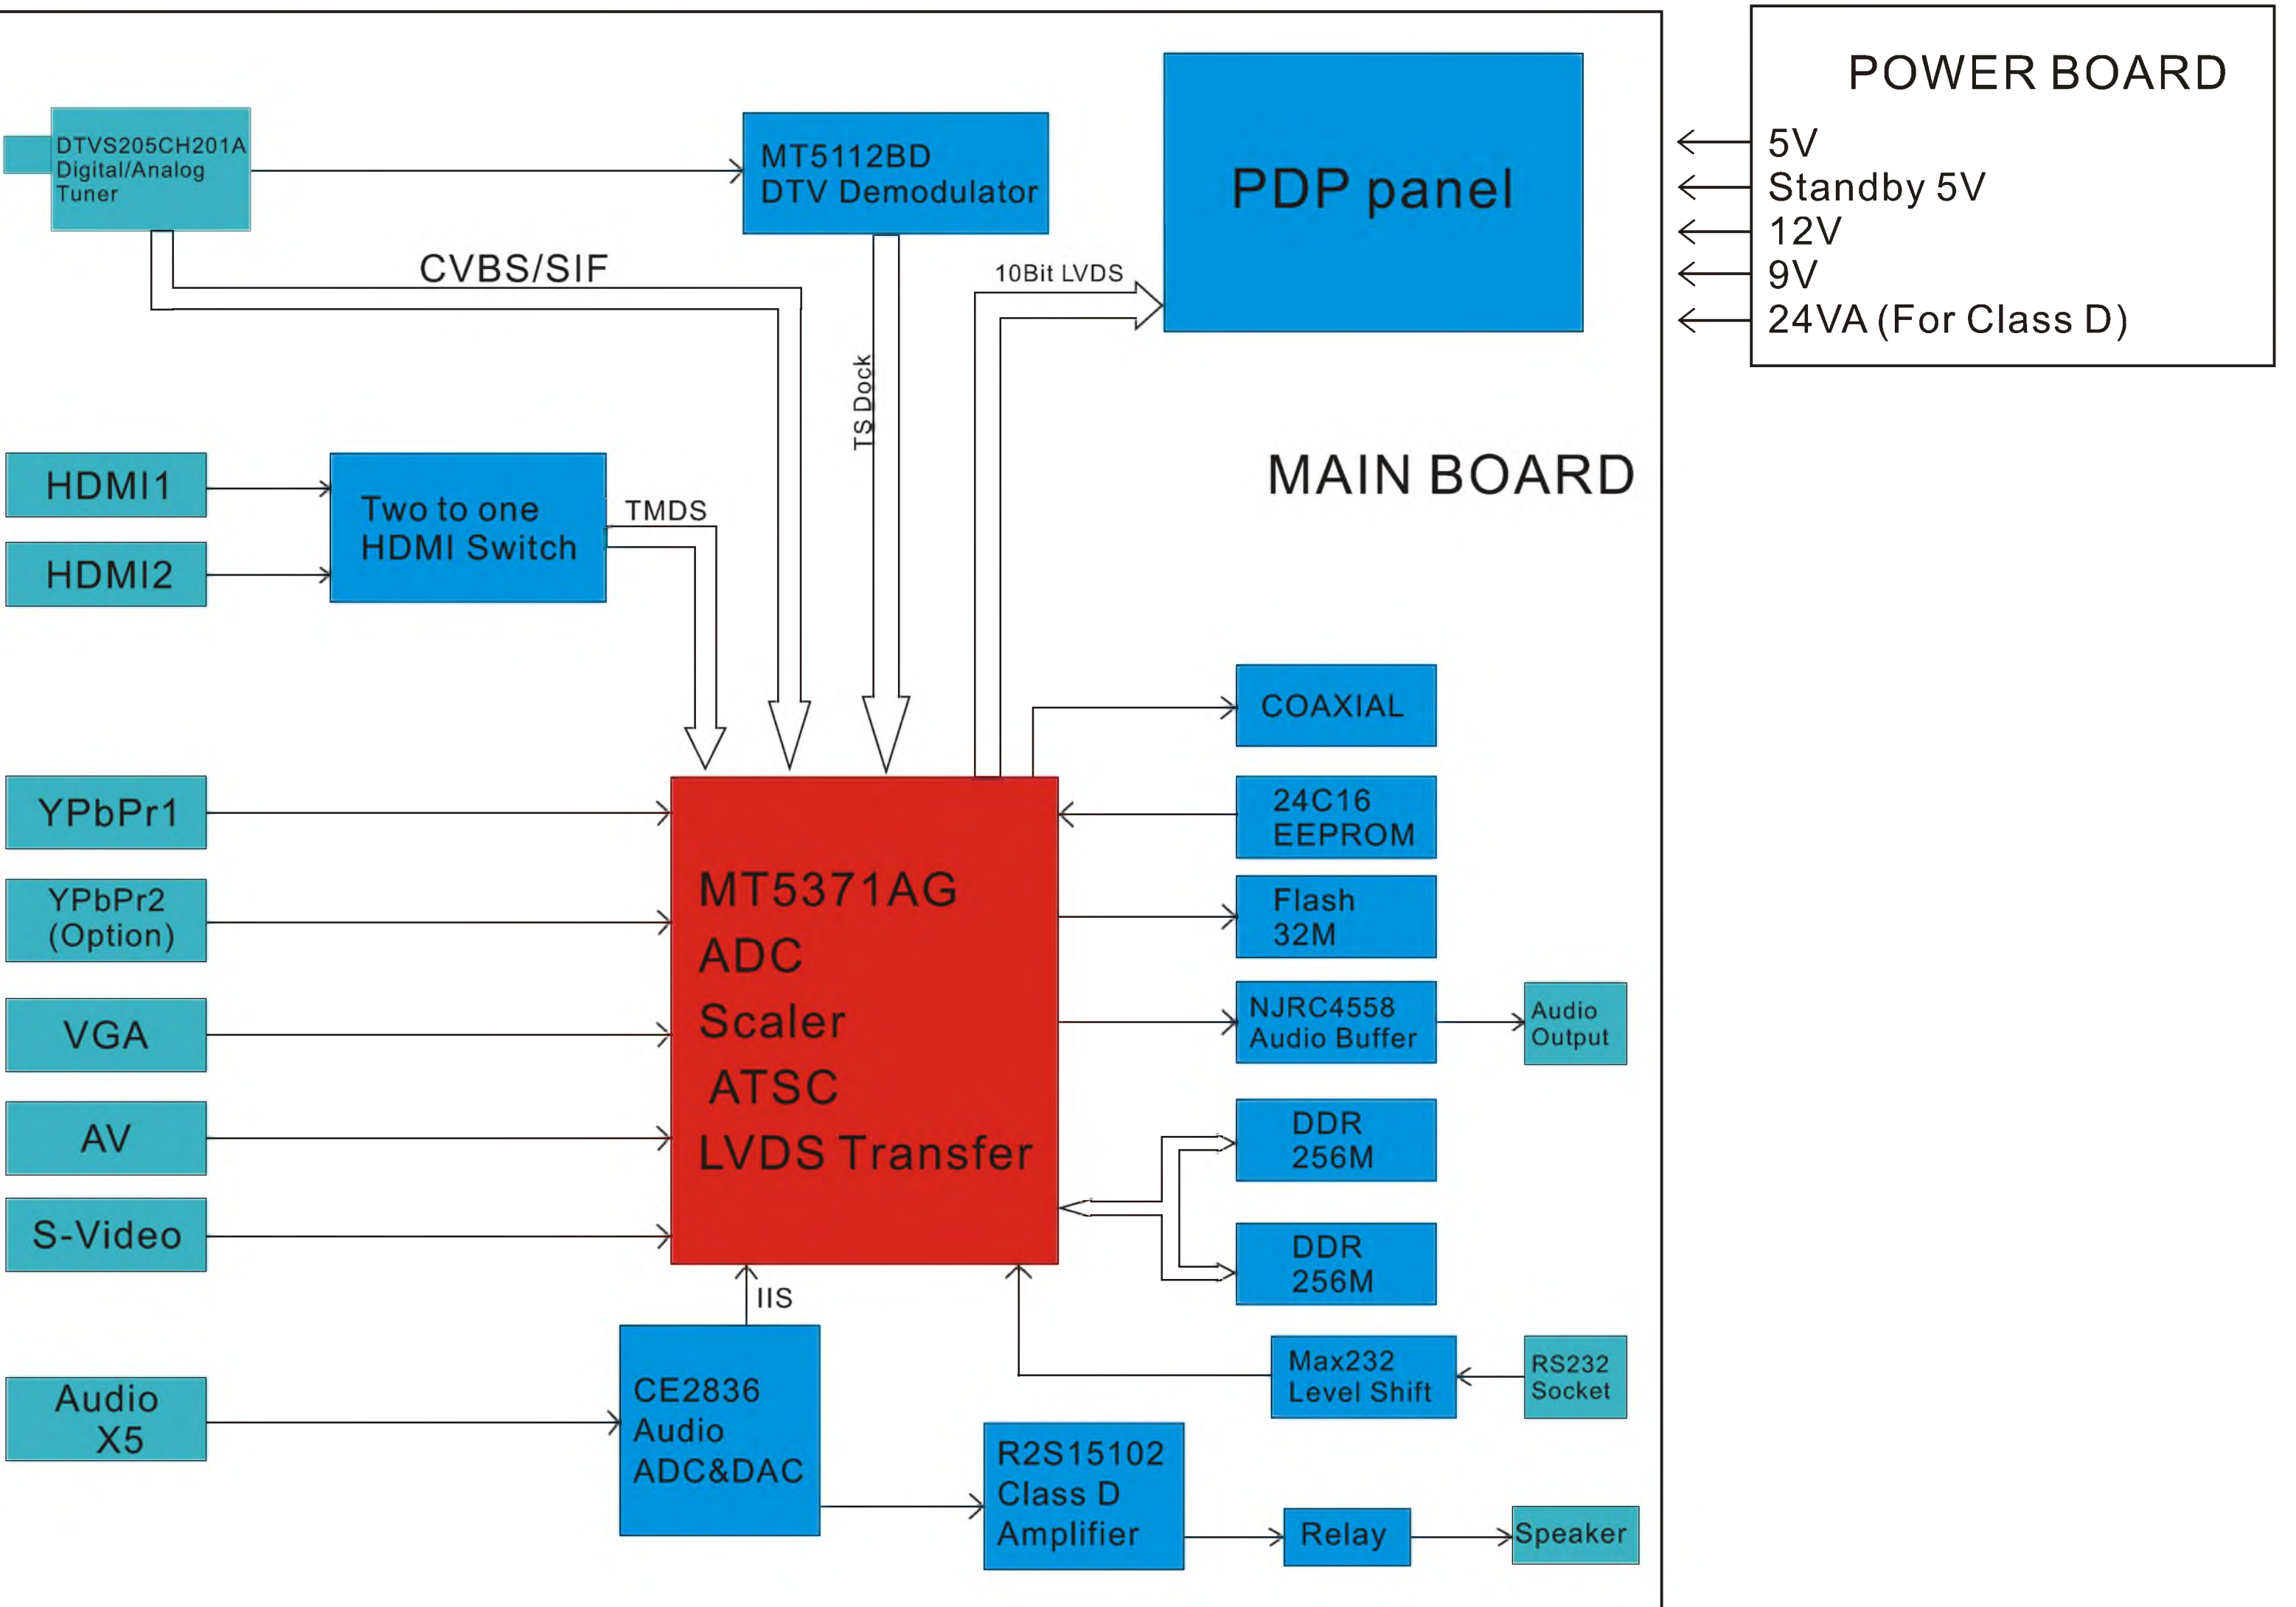 POWER BOARD
5V
Standby 5V
12V
9V
24VA (For Class D)
DTVS205CH201A
Digital/Analog
Tuner
MT5112BD
DTV Demodulator
PDP panel
CVBS/SIF
10Bit LVDS
TS Dock
MAIN BOARD
HDMI1
HDMI2
Two to one
HDMI Switch
TMDS
COAXIAL
YPbPr1
YPbPr2
(Option)
VGA
AV
S-Video
MT5371AG
ADC
Scaler
ATSC
LVDS Transfer
24C16
EEPROM
Flash
32M
NJRC4558
Audio Buffer
Audio
Output
DDR
256M
DDR
256M
IIS
Max232
Level Shift
RS232
Socket
Audio
X5
CE2836
Audio
ADC&DAC
R2S15102
Class D
Amplifier
Relay
Speaker